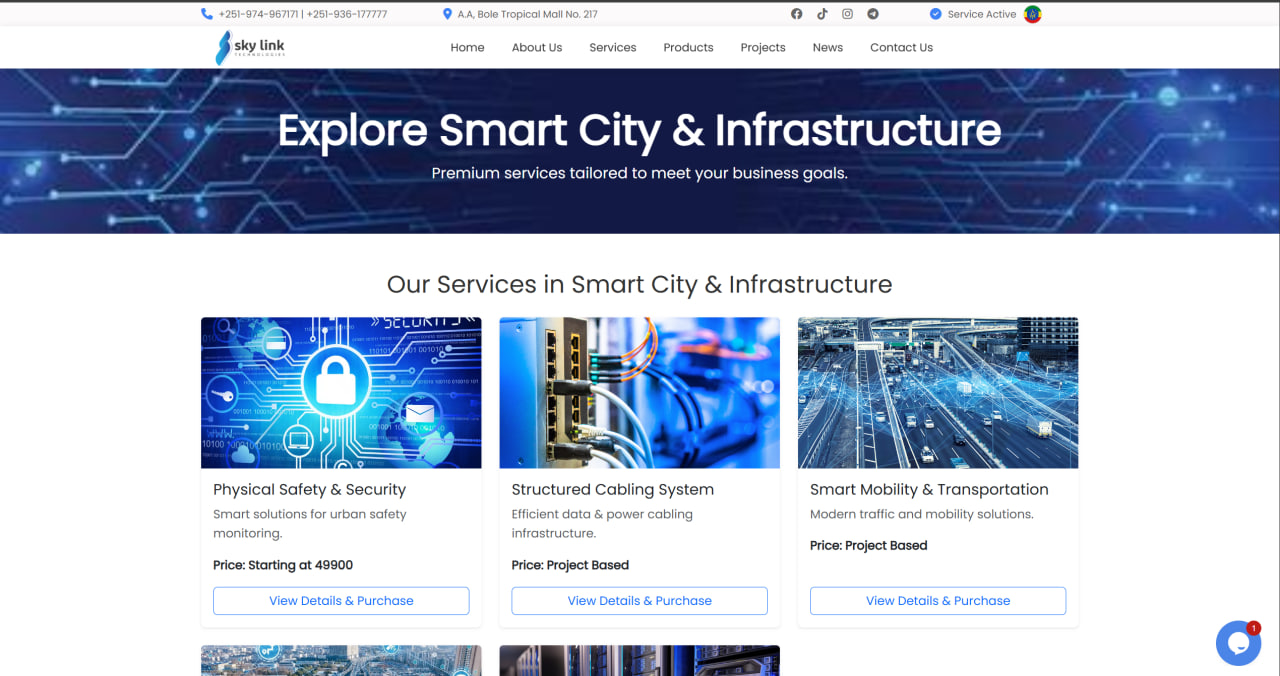 +251-974-967171 | +251-936-177777
A.A, Bole Tropical Mall No. 217
Service Active
sky link
TECHNOLOGIES
Home
About Us
Services
Products
Projects
News
Contact Us
Explore Smart City & Infrastructure
Premium services tailored to meet your business goals.
Our Services in Smart City & Infrastructure
Physical Safety & Security
Smart solutions for urban safety
monitoring.
Price: Starting at 49900
View Details & Purchase
Structured Cabling System
Efficient data & power cabling
infrastructure.
Price: Project Based
View Details & Purchase
Smart Mobility & Transportation
Modern traffic and mobility solutions.
Price: Project Based
View Details & Purchase
1